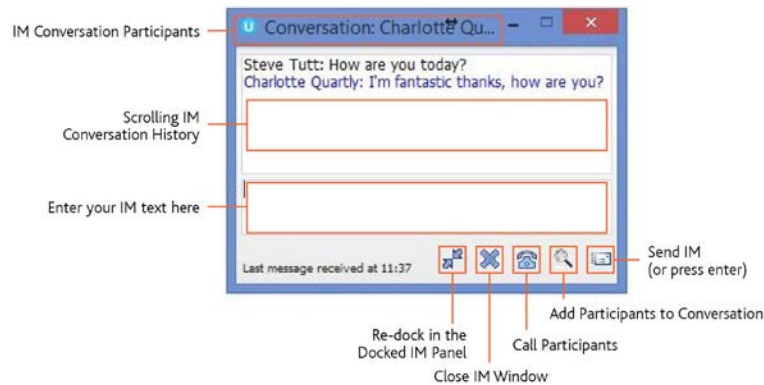 IM Conversation Participants
U Conversation: Charlotte Qu...
Steve Tutt: How are you today?
Charlotte Quartly: I'm fantastic thanks, how are you?
Scrolling IM
Conversation History
Enter your IM text here
Last message received at 11:37
Send IM
(or press enter)
Add Participants to Conversation
Re-dock in the
Docked IM Panel
Call Participants
Close IM Window